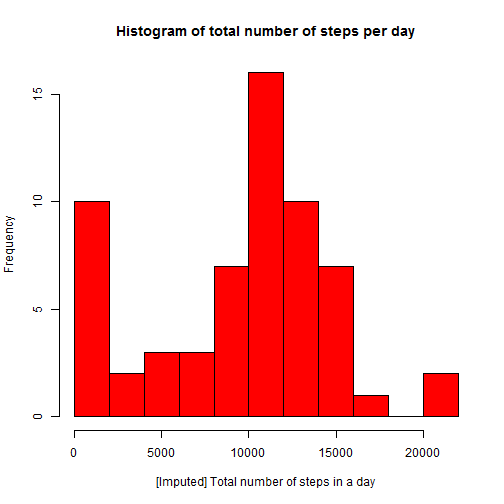 Histogram of total number of steps per day
Frequency
15
10
5
0
0 5000 10000 15000 20000
[Imputed] Total number of steps in a day